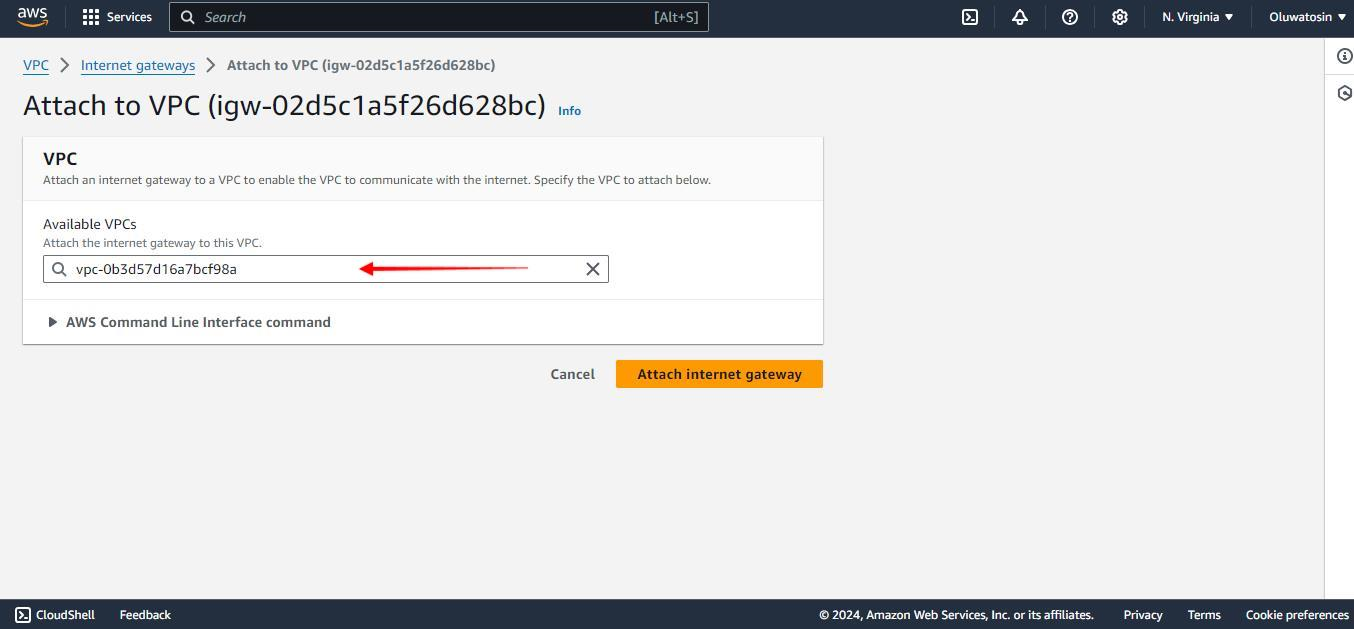 aws Services Search [Alt+S] N. Virginia Oluwatosin
VPC Internet gateways Attach to VPC (igw-02d5c1a5f26d628bc)
Attach to VPC (igw-02d5c1a5f26d628bc) Info
VPC
Attach an internet gateway to a VPC to enable the VPC to communicate with the internet. Specify the VPC to attach below.
Available VPCs
Attach the internet gateway to this VPC.
vpc-0b3d57d16a7bcf98a
AWS Command Line Interface command
Cancel Attach internet gateway
CloudShell Feedback © 2024, Amazon Web Services, Inc. or its affiliates. Privacy Terms Cookie preferences